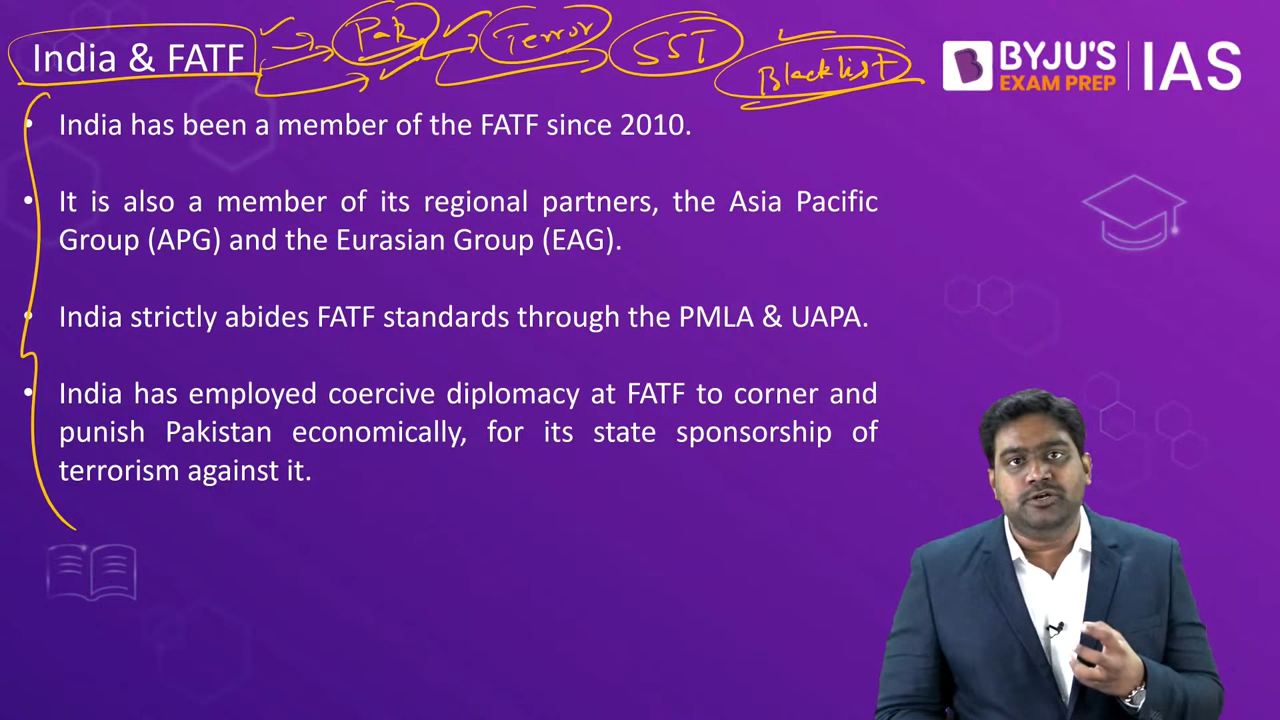 India & FATF
Pak
Terror
SST
Blacklist
BYJU'S
EXAM PREP
IAS
• India has been a member of the FATF since 2010.
• It is also a member of its regional partners, the Asia Pacific
Group (APG) and the Eurasian Group (EAG).
• India strictly abides FATF standards through the PMLA & UAPA.
• India has employed coercive diplomacy at FATF to corner and
punish Pakistan economically, for its state sponsorship of
terrorism against it.